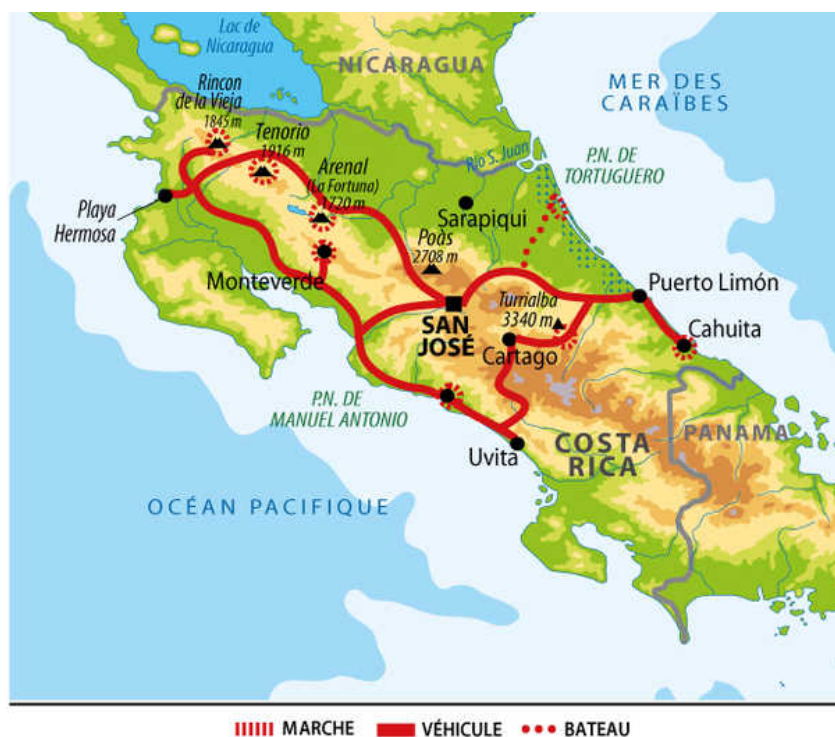 Lac de
Nicaragua
NICARAGUA
MER DES
CARAÏBES
Rincon
de la Vieja
1845 m
Tenorio
1916 m
Arenal
(La Fortuna)
1720 m
Rio S. Juan
P.N. DE
TORTUGUERO
Playa
Hermosa
Sarapiqui
Poàs
2708 m
Monteverde
Puerto Limón
Turrialba
3340 m
SAN
JOSÉ
Cartago
Cahuita
P.N. DE
MANUEL ANTONIO
Uvita
COSTA
RICA
PANAMA
OCÉAN PACIFIQUE
MARCHE VÉHICULE BATEAU